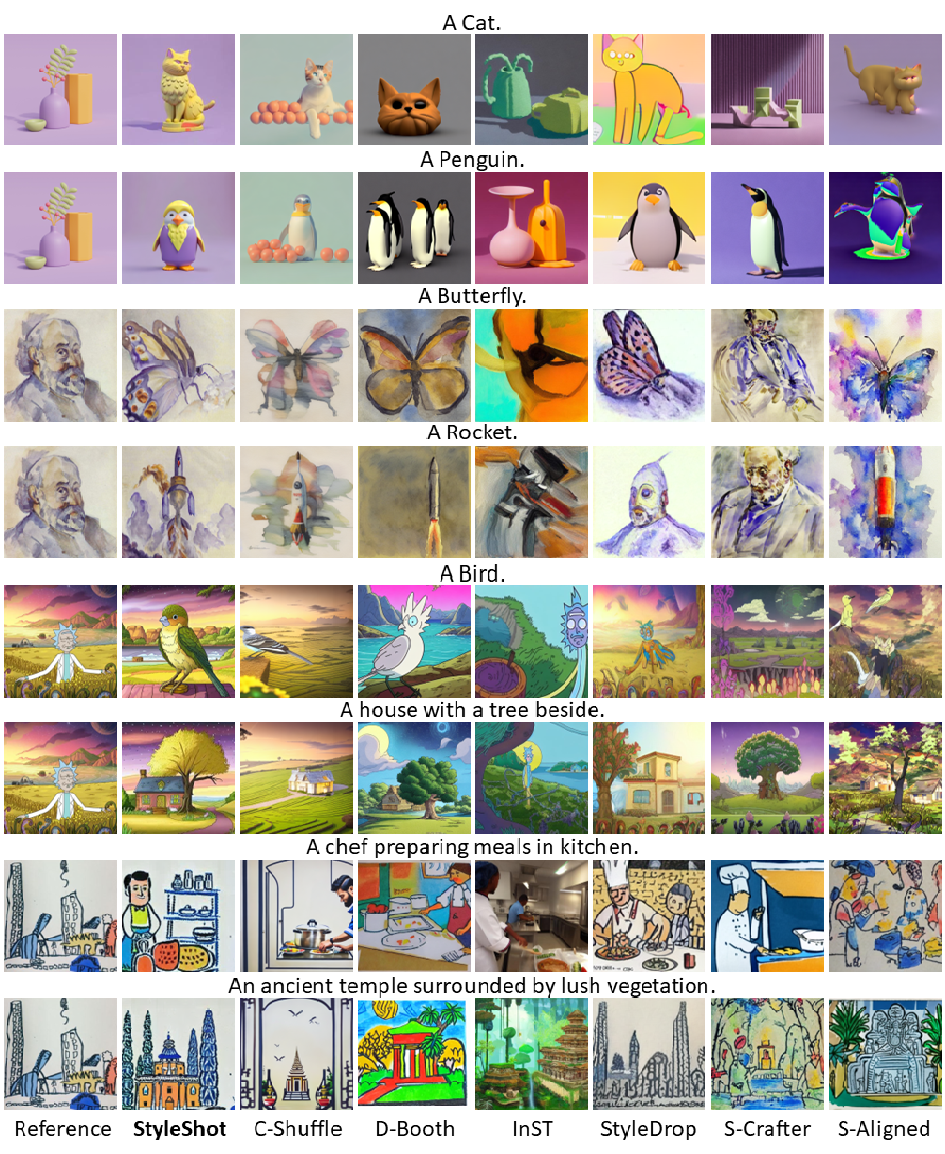 A Cat.
A Penguin.
A Butterfly.
A Rocket.
A Bird.
A house with a tree beside.
A chef preparing meals in kitchen.
An ancient temple surrounded by lush vegetation.
Reference StyleShot C-Shuffle D-Booth InST StyleDrop S-Crafter S-Aligned